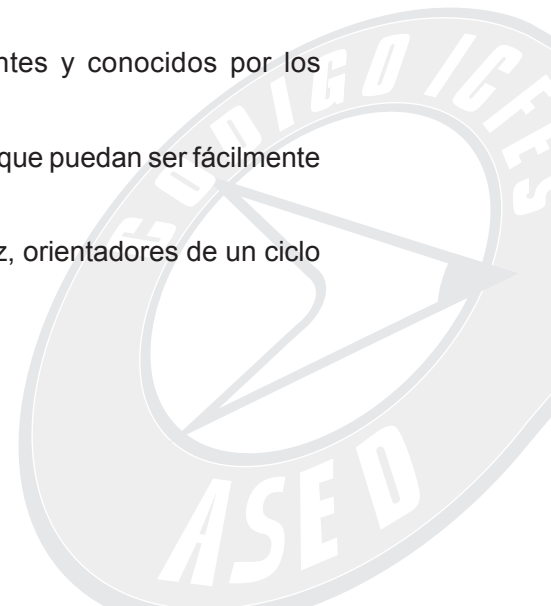 ntes y conocidos por los
que puedan ser fácilmente
z, orientadores de un ciclo
CODIGO ICFES
ASED